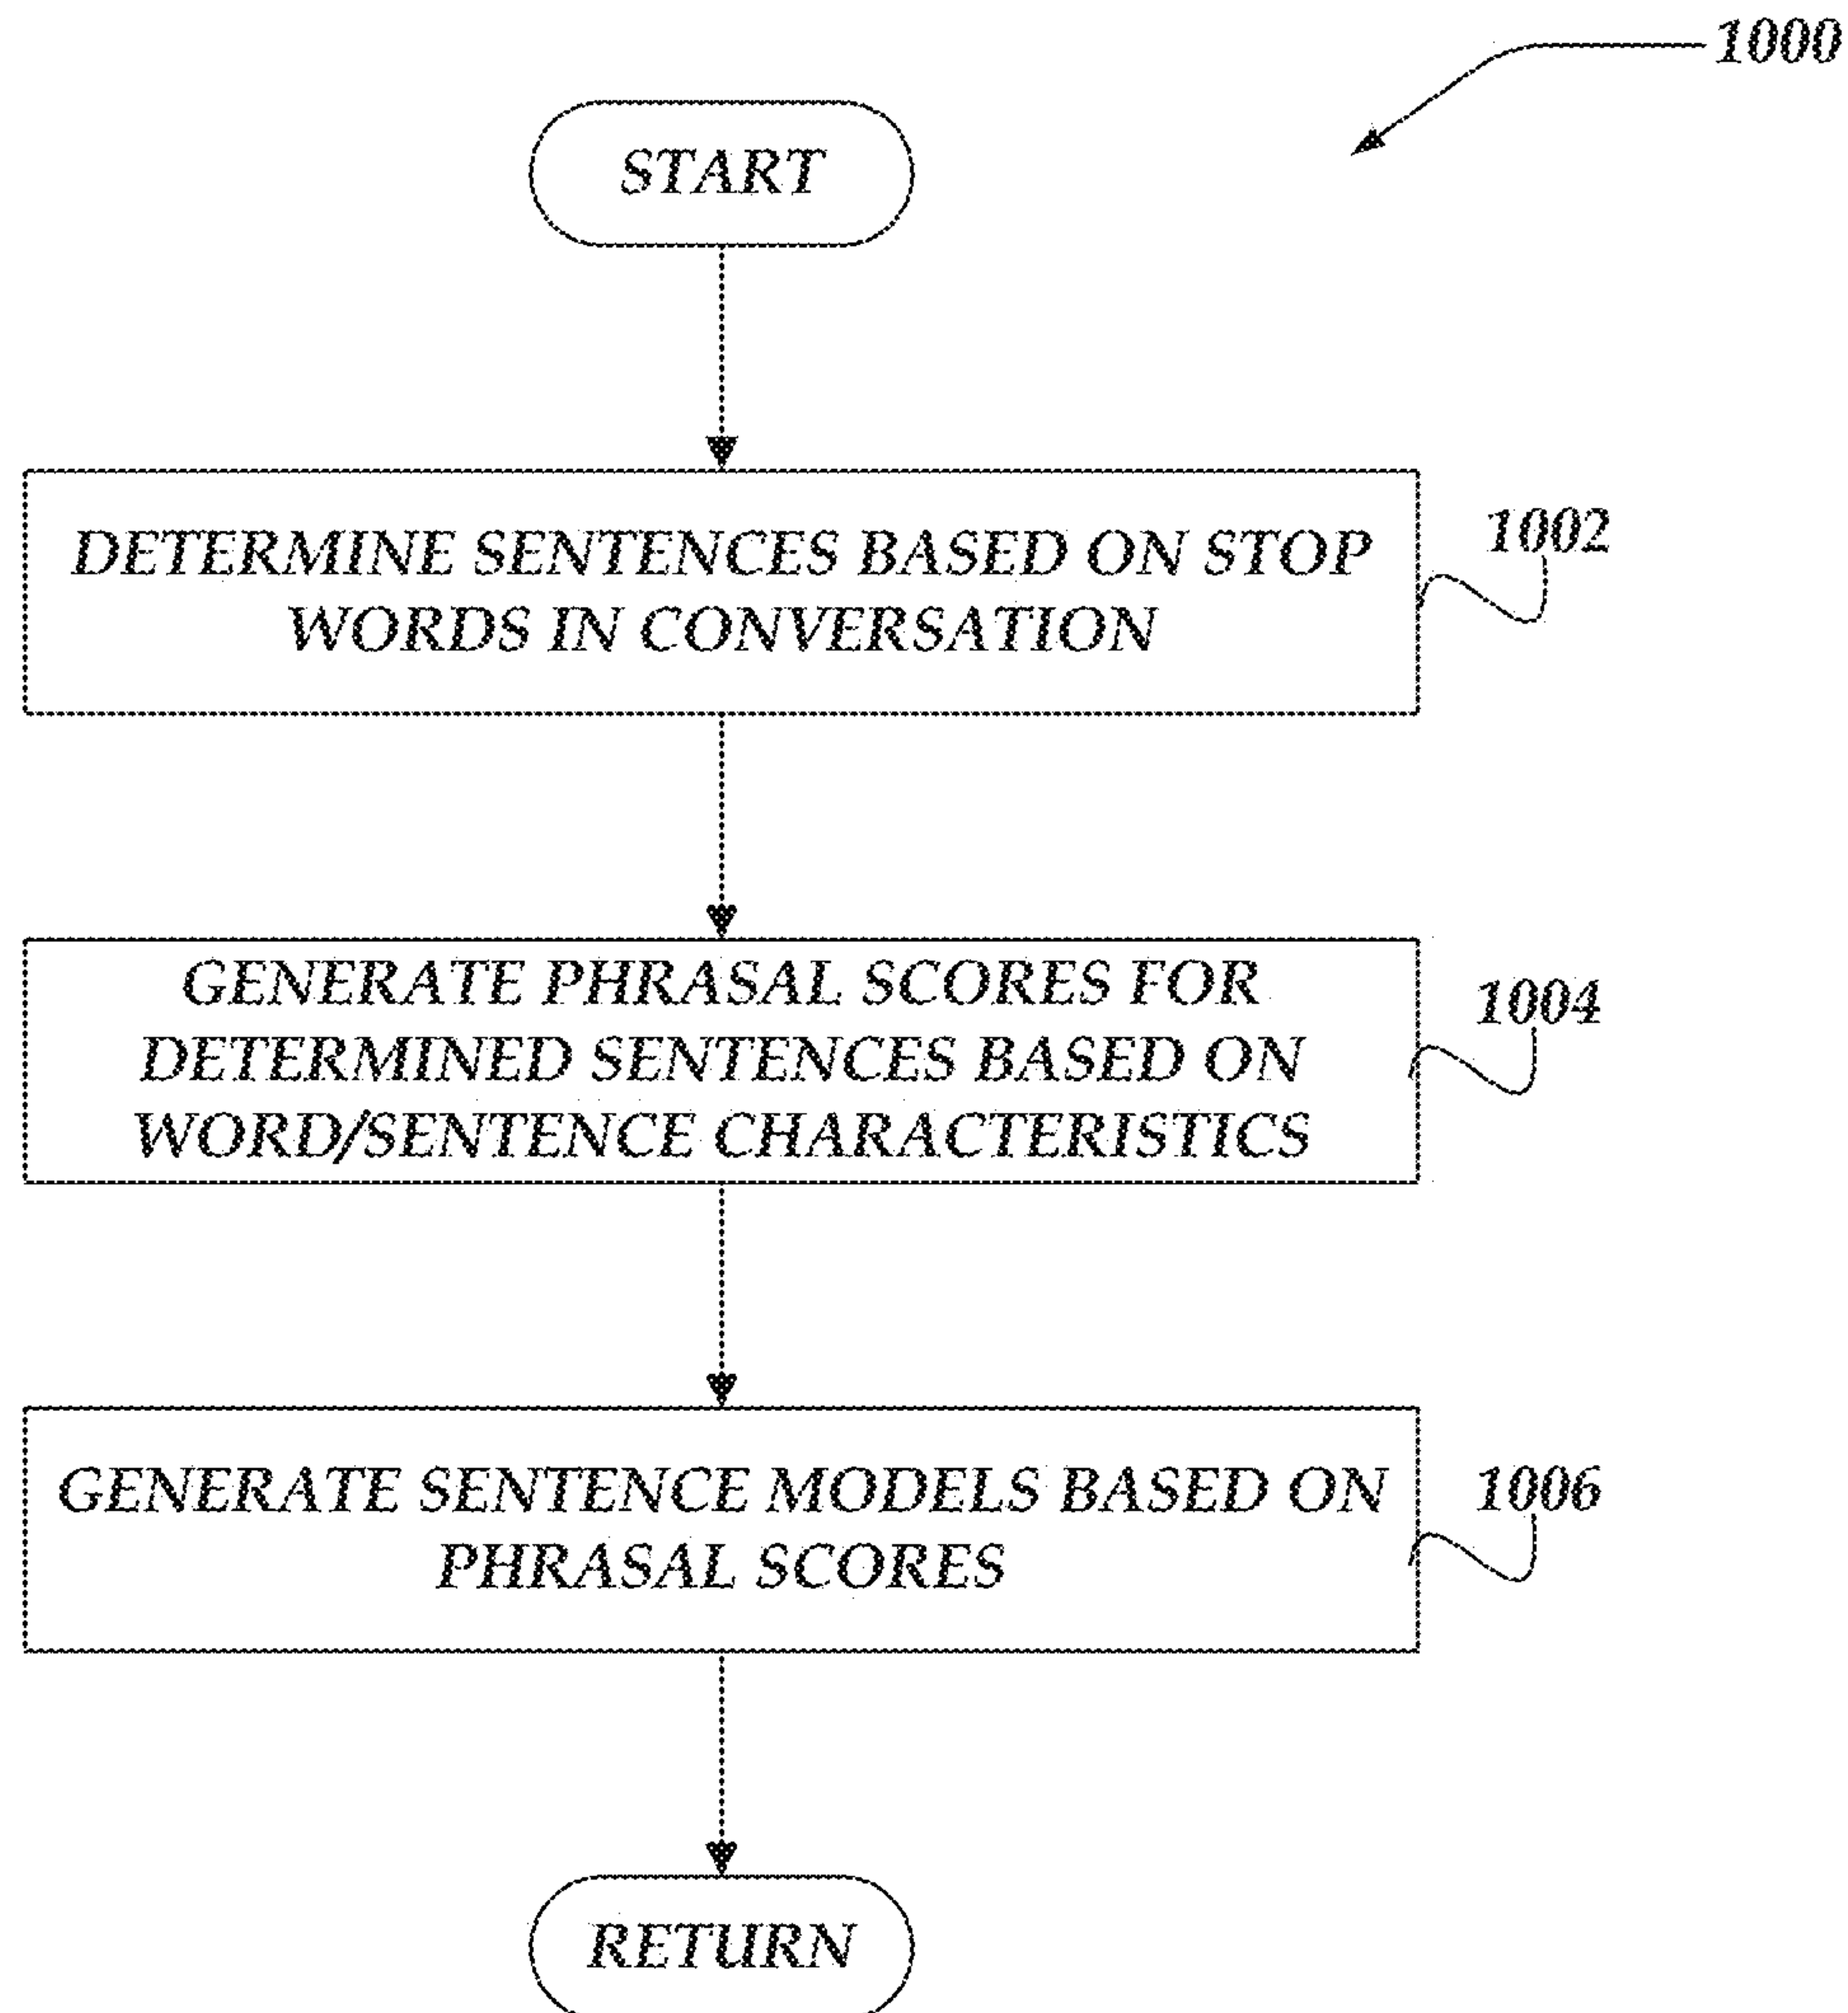 1000
START
DETERMINE SENTENCES BASED ON STOP
WORDS IN CONVERSATION
1002
GENERATE PHRASAL SCORES FOR
DETERMINED SENTENCES BASED ON
WORD/SENTENCE CHARACTERISTICS
1004
GENERATE SENTENCE MODELS BASED ON
PHRASAL SCORES
1006
RETURN